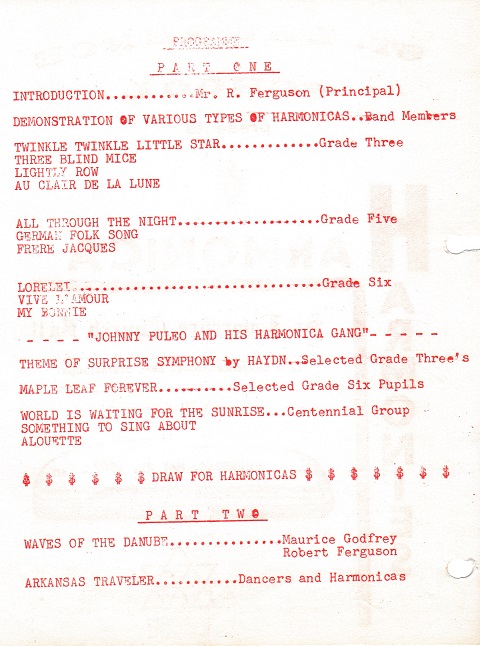 PROGRAMME
PART ONE
INTRODUCTION.............Mr. R. Ferguson (Principal)
DEMONSTRATION OF VARIOUS TYPES OF HARMONICAS..Band Members
TWINKLE TWINKLE LITTLE STAR.............Grade Three
THREE BLIND MICE
LIGHTLY ROW
AU CLAIR DE LA LUNE
ALL THROUGH THE NIGHT...................Grade Five
GERMAN FOLK SONG
FRERE JACQUES
LORELEI.................................Grade Six
VIVE L'AMOUR
MY BONNIE
- - - - "JOHNNY PULEO AND HIS HARMONICA GANG"- - - - -
THEME OF SURPRISE SYMPHONY by HAYDN..Selected Grade Three's
MAPLE LEAF FOREVER..........Selected Grade Six Pupils
WORLD IS WAITING FOR THE SUNRISE...Centennial Group
SOMETHING TO SING ABOUT
ALOUETTE
$ $ $ $ $ $ DRAW FOR HARMONICAS $ $ $ $ $ $ $
PART TWO
WAVES OF THE DANUBE...............Maurice Godfrey
Robert Ferguson
ARKANSAS TRAVELER...........Dancers and Harmonicas